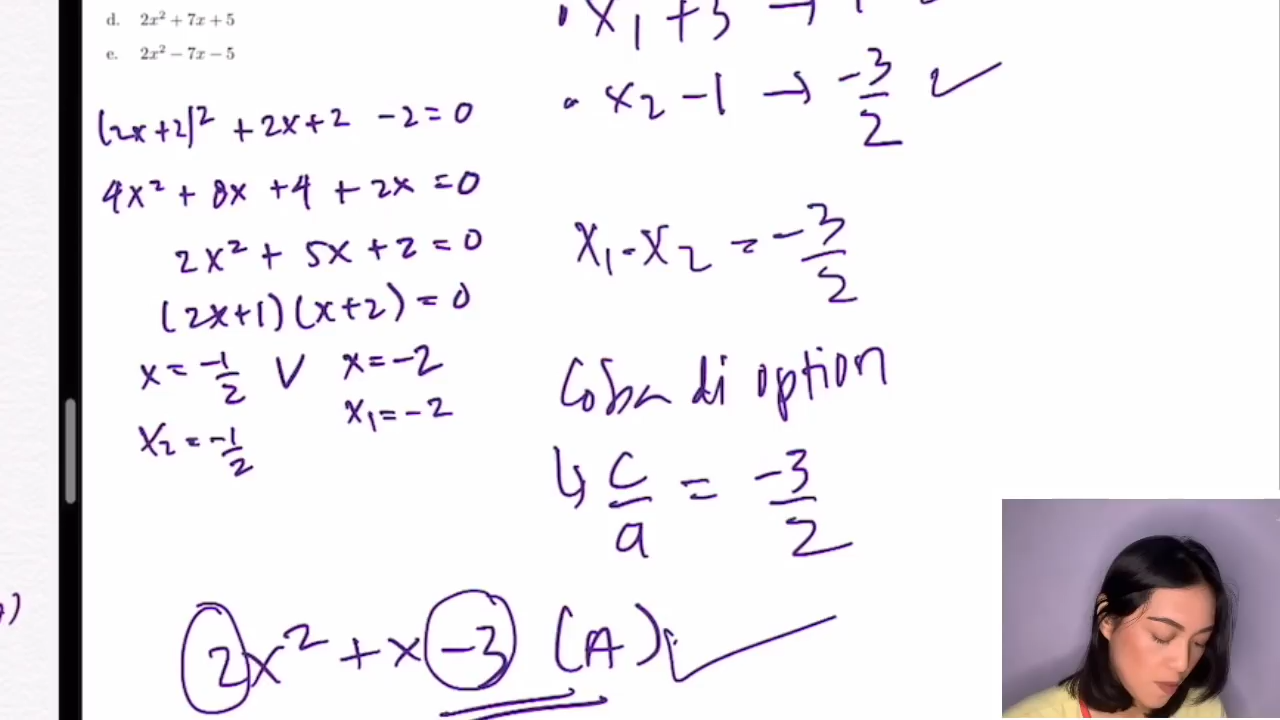 d. 2x² + 7x + 5
e. 2x² − 7x − 5
(2x+2)² + 2x+2 -2=0
4x² + 8x +4 + 2x =0
2x² + 5x +2 =0
(2x+1)(x+2)=0
x = -1/2 V x=-2
x₂ = -1/2 x₁=-2
• x₁ +3 →
• x₂ -1 → -3/2 ✓
x₁.x₂ = -3/2
Coba di option
↳ c/a = -3/2
2x² + x -3 (A) ✓